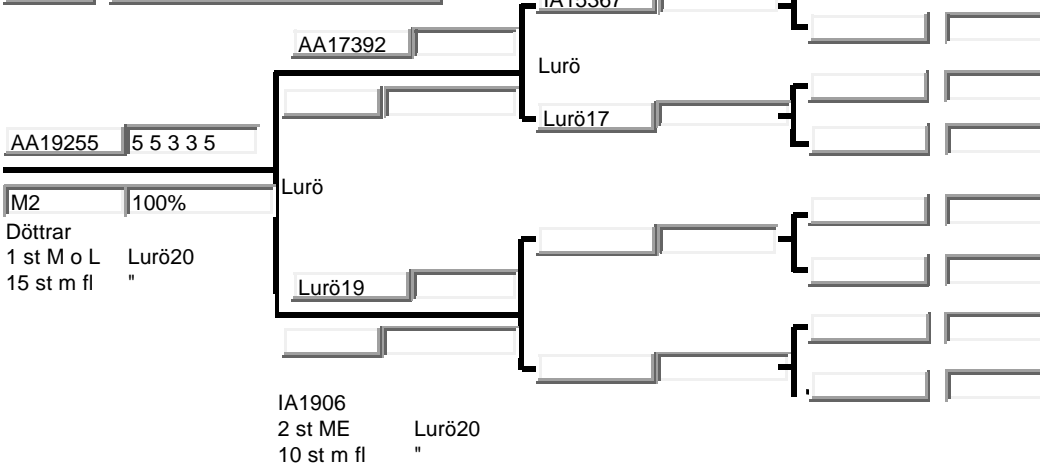 IA15367
AA17392
Lurö
Lurö17
AA19255 5 5 3 3 5
Lurö
M2 100%
Döttrar
1 st M o L Lurö20
15 st m fl "
Lurö19
IA1906
2 st ME Lurö20
10 st m fl "